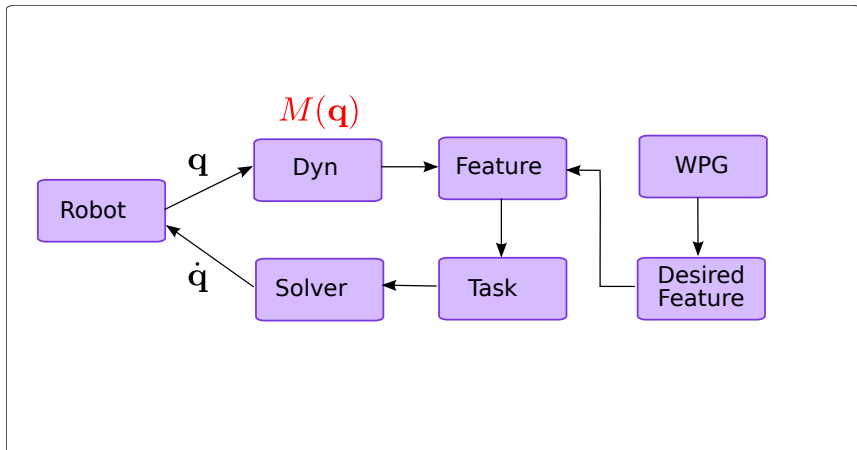 M(q)
q
Dyn
Feature
WPG
Robot
q̇
Solver
Task
Desired
Feature